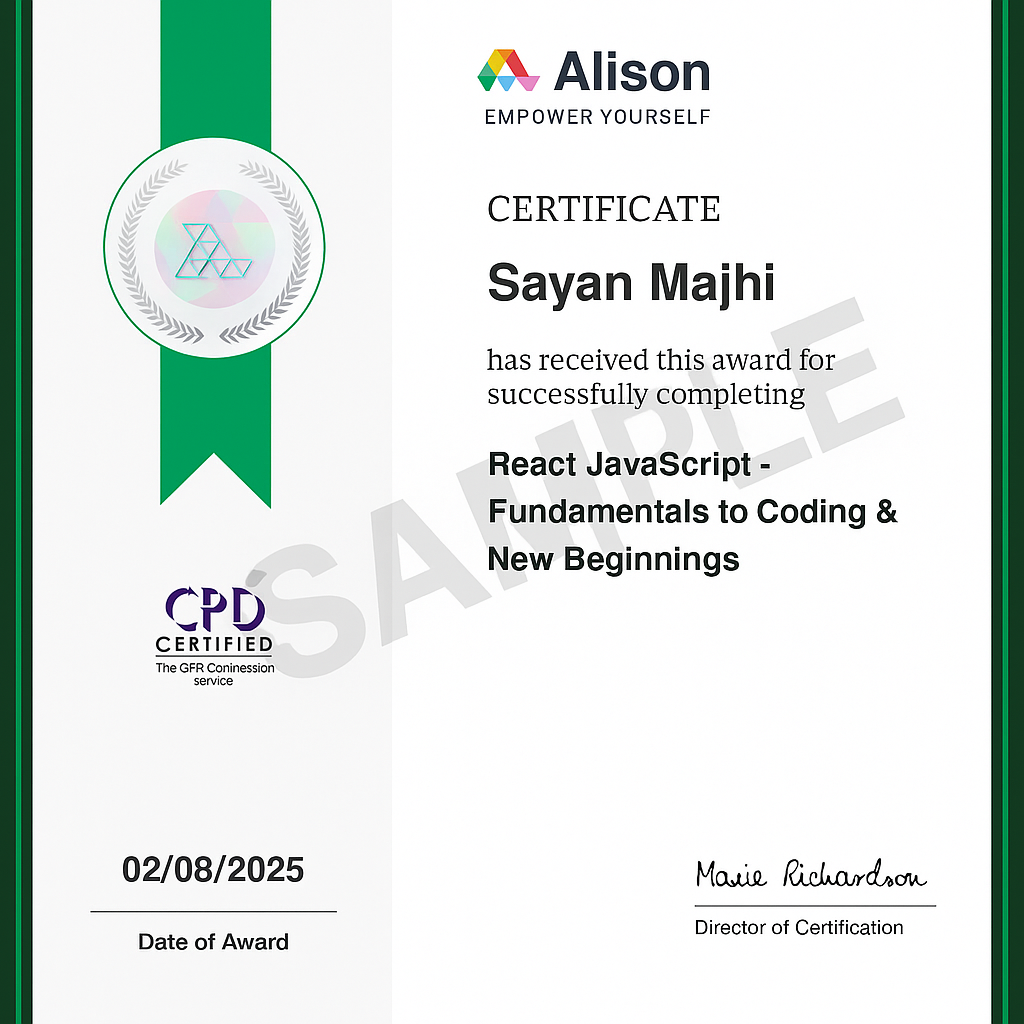 Alison
EMPOWER YOURSELF
CERTIFICATE
Sayan Majhi
has received this award for
successfully completing
React JavaScript -
Fundamentals to Coding &
New Beginnings
SAMPLE
CPD
CERTIFIED
The GFR Coninession
service
02/08/2025
Date of Award
Marie Richardson
Director of Certification